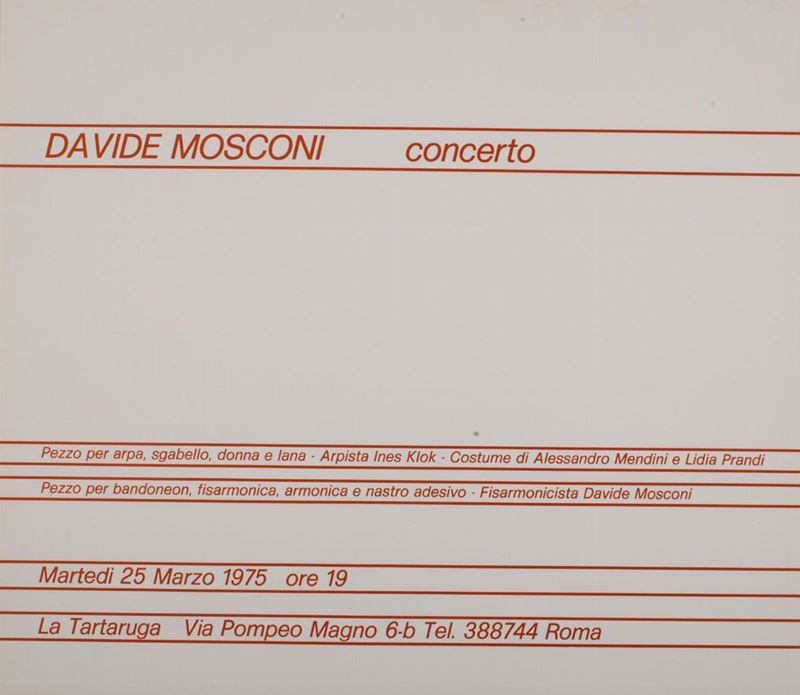 DAVIDE MOSCONI concerto
Pezzo per arpa, sgabello, donna e lana - Arpista Ines Klok - Costume di Alessandro Mendini e Lidia Prandi
Pezzo per bandoneon, fisarmonica, armonica e nastro adesivo - Fisarmonicista Davide Mosconi
Martedì 25 Marzo 1975 ore 19
La Tartaruga Via Pompeo Magno 6-b Tel. 388744 Roma